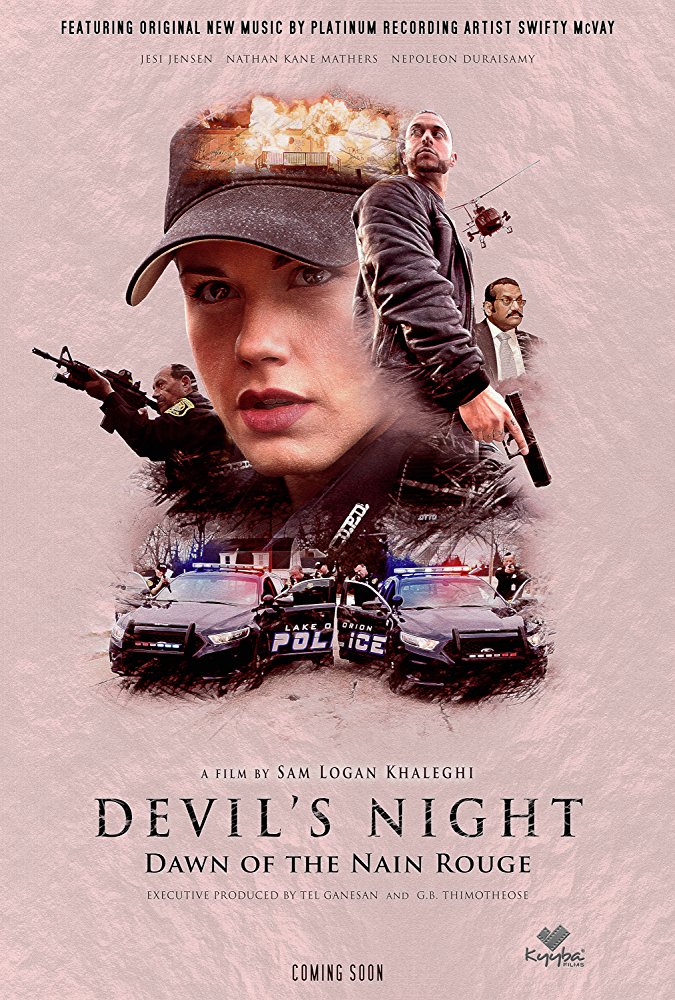 FEATURING ORIGINAL NEW MUSIC BY PLATINUM RECORDING ARTIST SWIFTY McVAY
JESI JENSEN NATHAN KANE MATHERS NEPOLEON DURAISAMY
O.P.D.
LAKE ORION
POLICE
A FILM BY SAM LOGAN KHALEGHI
DEVIL'S NIGHT
DAWN OF THE NAIN ROUGE
EXECUTIVE PRODUCED BY TEL GANESAN AND G.B. THIMOTHEOSE
Kyyba®
FILMS
COMING SOON